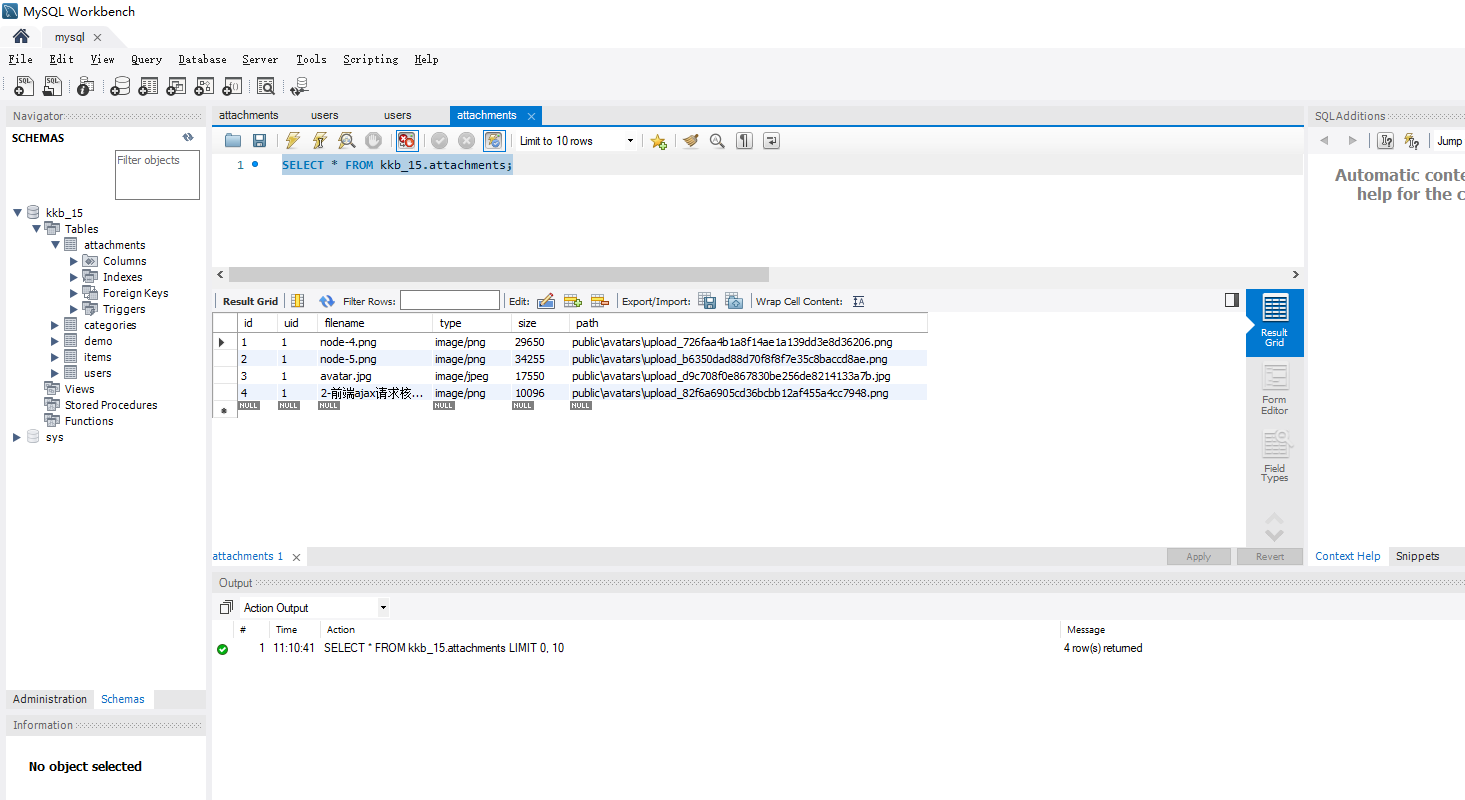 MySQL Workbench
mysql
File Edit View Query Database Server Tools Scripting Help
Navigator
SCHEMAS
Filter objects
kkb_15
Tables
attachments
Columns
Indexes
Foreign Keys
Triggers
categories
demo
items
users
Views
Stored Procedures
Functions
sys
Administration Schemas
Information
No object selected
attachments users users attachments
Limit to 10 rows
1 SELECT * FROM kkb_15.attachments;
Result Grid Filter Rows: Edit: Export/Import: Wrap Cell Content:
id uid filename type size path
1 1 node-4.png image/png 29650 public\avatars\upload_726faa4b1a8f14ae1a139dd3e8d36206.png
2 1 node-5.png image/png 34255 public\avatars\upload_b6350dad88d70f8f8f7e35c8baccd8ae.png
3 1 avatar.jpg image/jpeg 17550 public\avatars\upload_d9c708f0e867830be256de8214133a7b.jpg
4 1 2-前端ajax请求核... image/png 10096 public\avatars\upload_82f6a6905cd36bcbb12af455a4cc7948.png
NULL NULL NULL NULL NULL NULL
Result
Grid
Form
Editor
Field
Types
attachments 1
Apply Revert
Output
Action Output
# Time Action Message
1 11:10:41 SELECT * FROM kkb_15.attachments LIMIT 0, 10 4 row(s) returned
SQLAdditions
Jump
Automatic conte
help for the c
Context Help Snippets